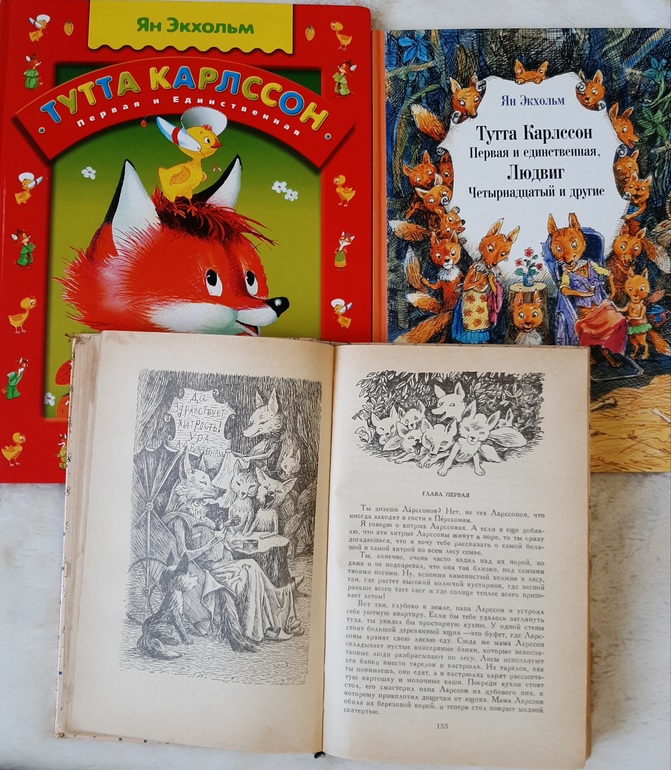 Ян Экхольм
ТУТТА КАРЛССОН
Первая и Единственная
Ян Экхольм
Тутта Карлссон
Первая и единственная,
Людвиг
Четырнадцатый и другие
Да
здравствует
хитрость!
Ура
ГЛАВА ПЕРВАЯ
Ты знаешь Ларссонов? Нет, не тех Ларссонов, что
иногда заходят в гости к Перссонам.
Я говорю о хитрых Ларссонах. А если я еще добав-
лю, что эти хитрые Ларссоны живут в норе, то ты сразу
догадаешься, что я хочу тебе рассказать о самой боль-
шой и самой хитрой во всем лесу семье.
Ты, конечно, очень часто ходил над их норой, но
даже и не подозревал, что она так близко, под самыми
твоими ногами. Ну, вспомни каменистый холмик в лесу,
там, где растет высокий колючий кустарник, где весной
раньше всего тает снег и где солнце теплее всего припе-
кает летом!
Вот там, глубоко в земле, папа Ларссон и устроил
себе уютную квартиру. Если бы тебе удалось заглянуть
туда, ты бы увидел просторную кухню. У одной стены
стоит большой деревянный ящик —это буфет, где Ларс-
соны хранят свою лисью еду. Сюда же мама Ларссон
складывает пустые консервные банки, которые невоспи-
танные люди разбрасывают по лесу. Лисы используют
эти банки вместо тарелок и кастрюль. Из тарелок, как
ты понимаешь, они едят, а в кастрюлях варят рассыпча-
тую картошку и молочные каши. Посреди кухни стоит
стол, его смастерил папа Ларссон из дубового пня, к
которому приколотил дощечки от ящика. Мама Ларссон
обила их березовой корой, и теперь стол покрыт модной
скатертью.
153